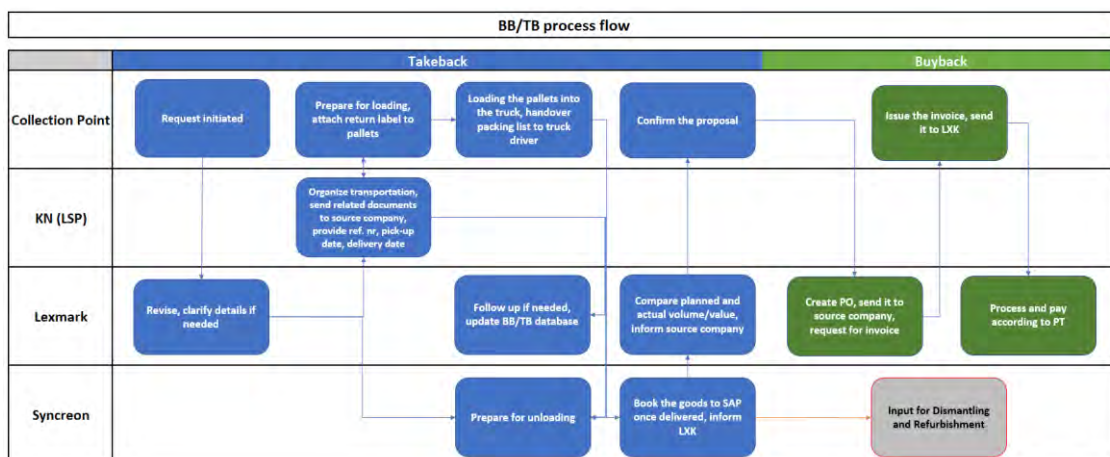 BB/TB process flow
Takeback
Buyback
Collection Point
Request initiated
Prepare for loading,
attach return label to
pallets
Loading the pallets into
the truck, handover
packing list to truck
driver
Confirm the proposal
Issue the invoice, send
it to LXK
KN (LSP)
Organize transportation,
send related documents
to source company,
provide ref. nr, pick-up
date, delivery date
Lexmark
Revise, clarify details if
needed
Follow up if needed,
update BB/TB database
Compare planned and
actual volume/value,
inform source company
Create PO, send it to
source company,
request for invoice
Process and pay
according to PT
Syncreon
Prepare for unloading
Book the goods to SAP
once delivered, inform
LXK
Input for Dismantling
and Refurbishment